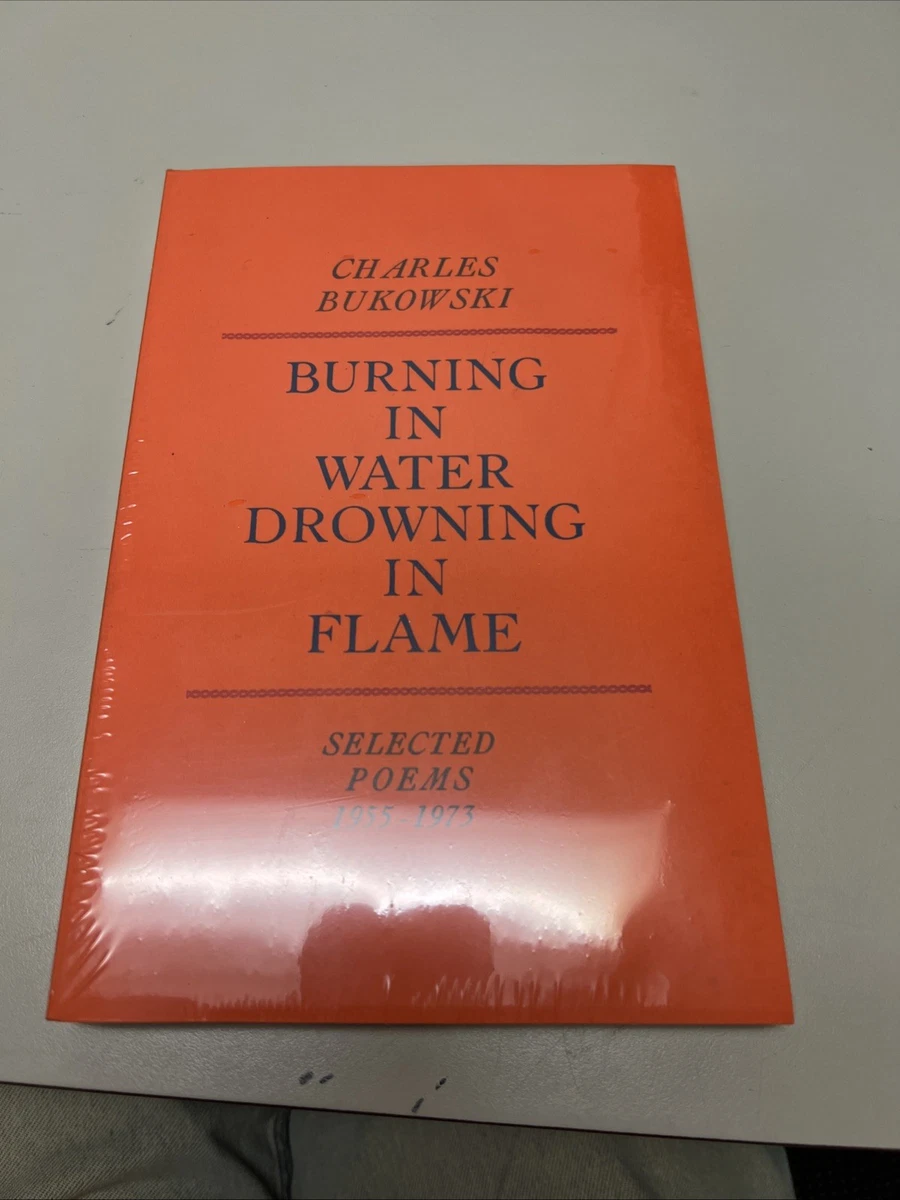 CHARLES
BUKOWSKI
BURNING
IN
WATER
DROWNING
IN
FLAME
SELECTED
POEMS
1955-1973